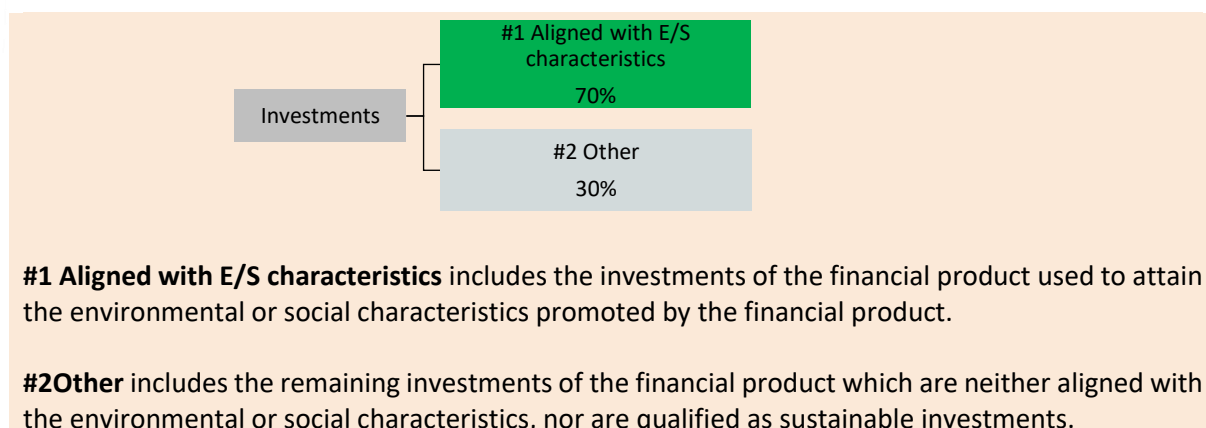 #1 Aligned with E/S
characteristics
70%
Investments
#2 Other
30%
#1 Aligned with E/S characteristics includes the investments of the financial product used to attain
the environmental or social characteristics promoted by the financial product.
#2Other includes the remaining investments of the financial product which are neither aligned with
the environmental or social characteristics, nor are qualified as sustainable investments.